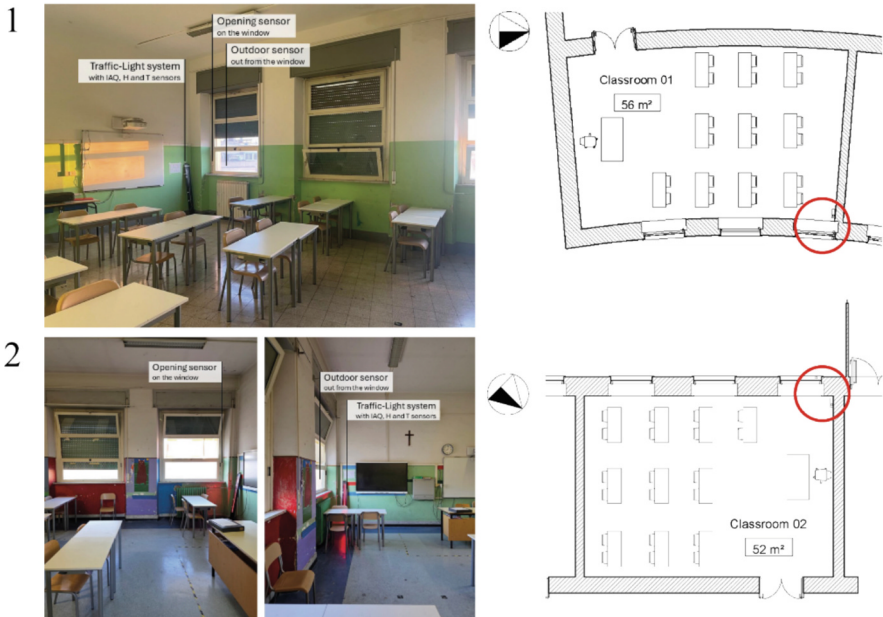 1
Opening sensor
on the window
Outdoor sensor
out from the window
Traffic-Light system
with IAQ, H and T sensors
Classroom 01
56 m²
2
Opening sensor
on the window
Outdoor sensor
out from the window
Traffic-Light system
with IAQ, H and T sensors
Classroom 02
52 m²